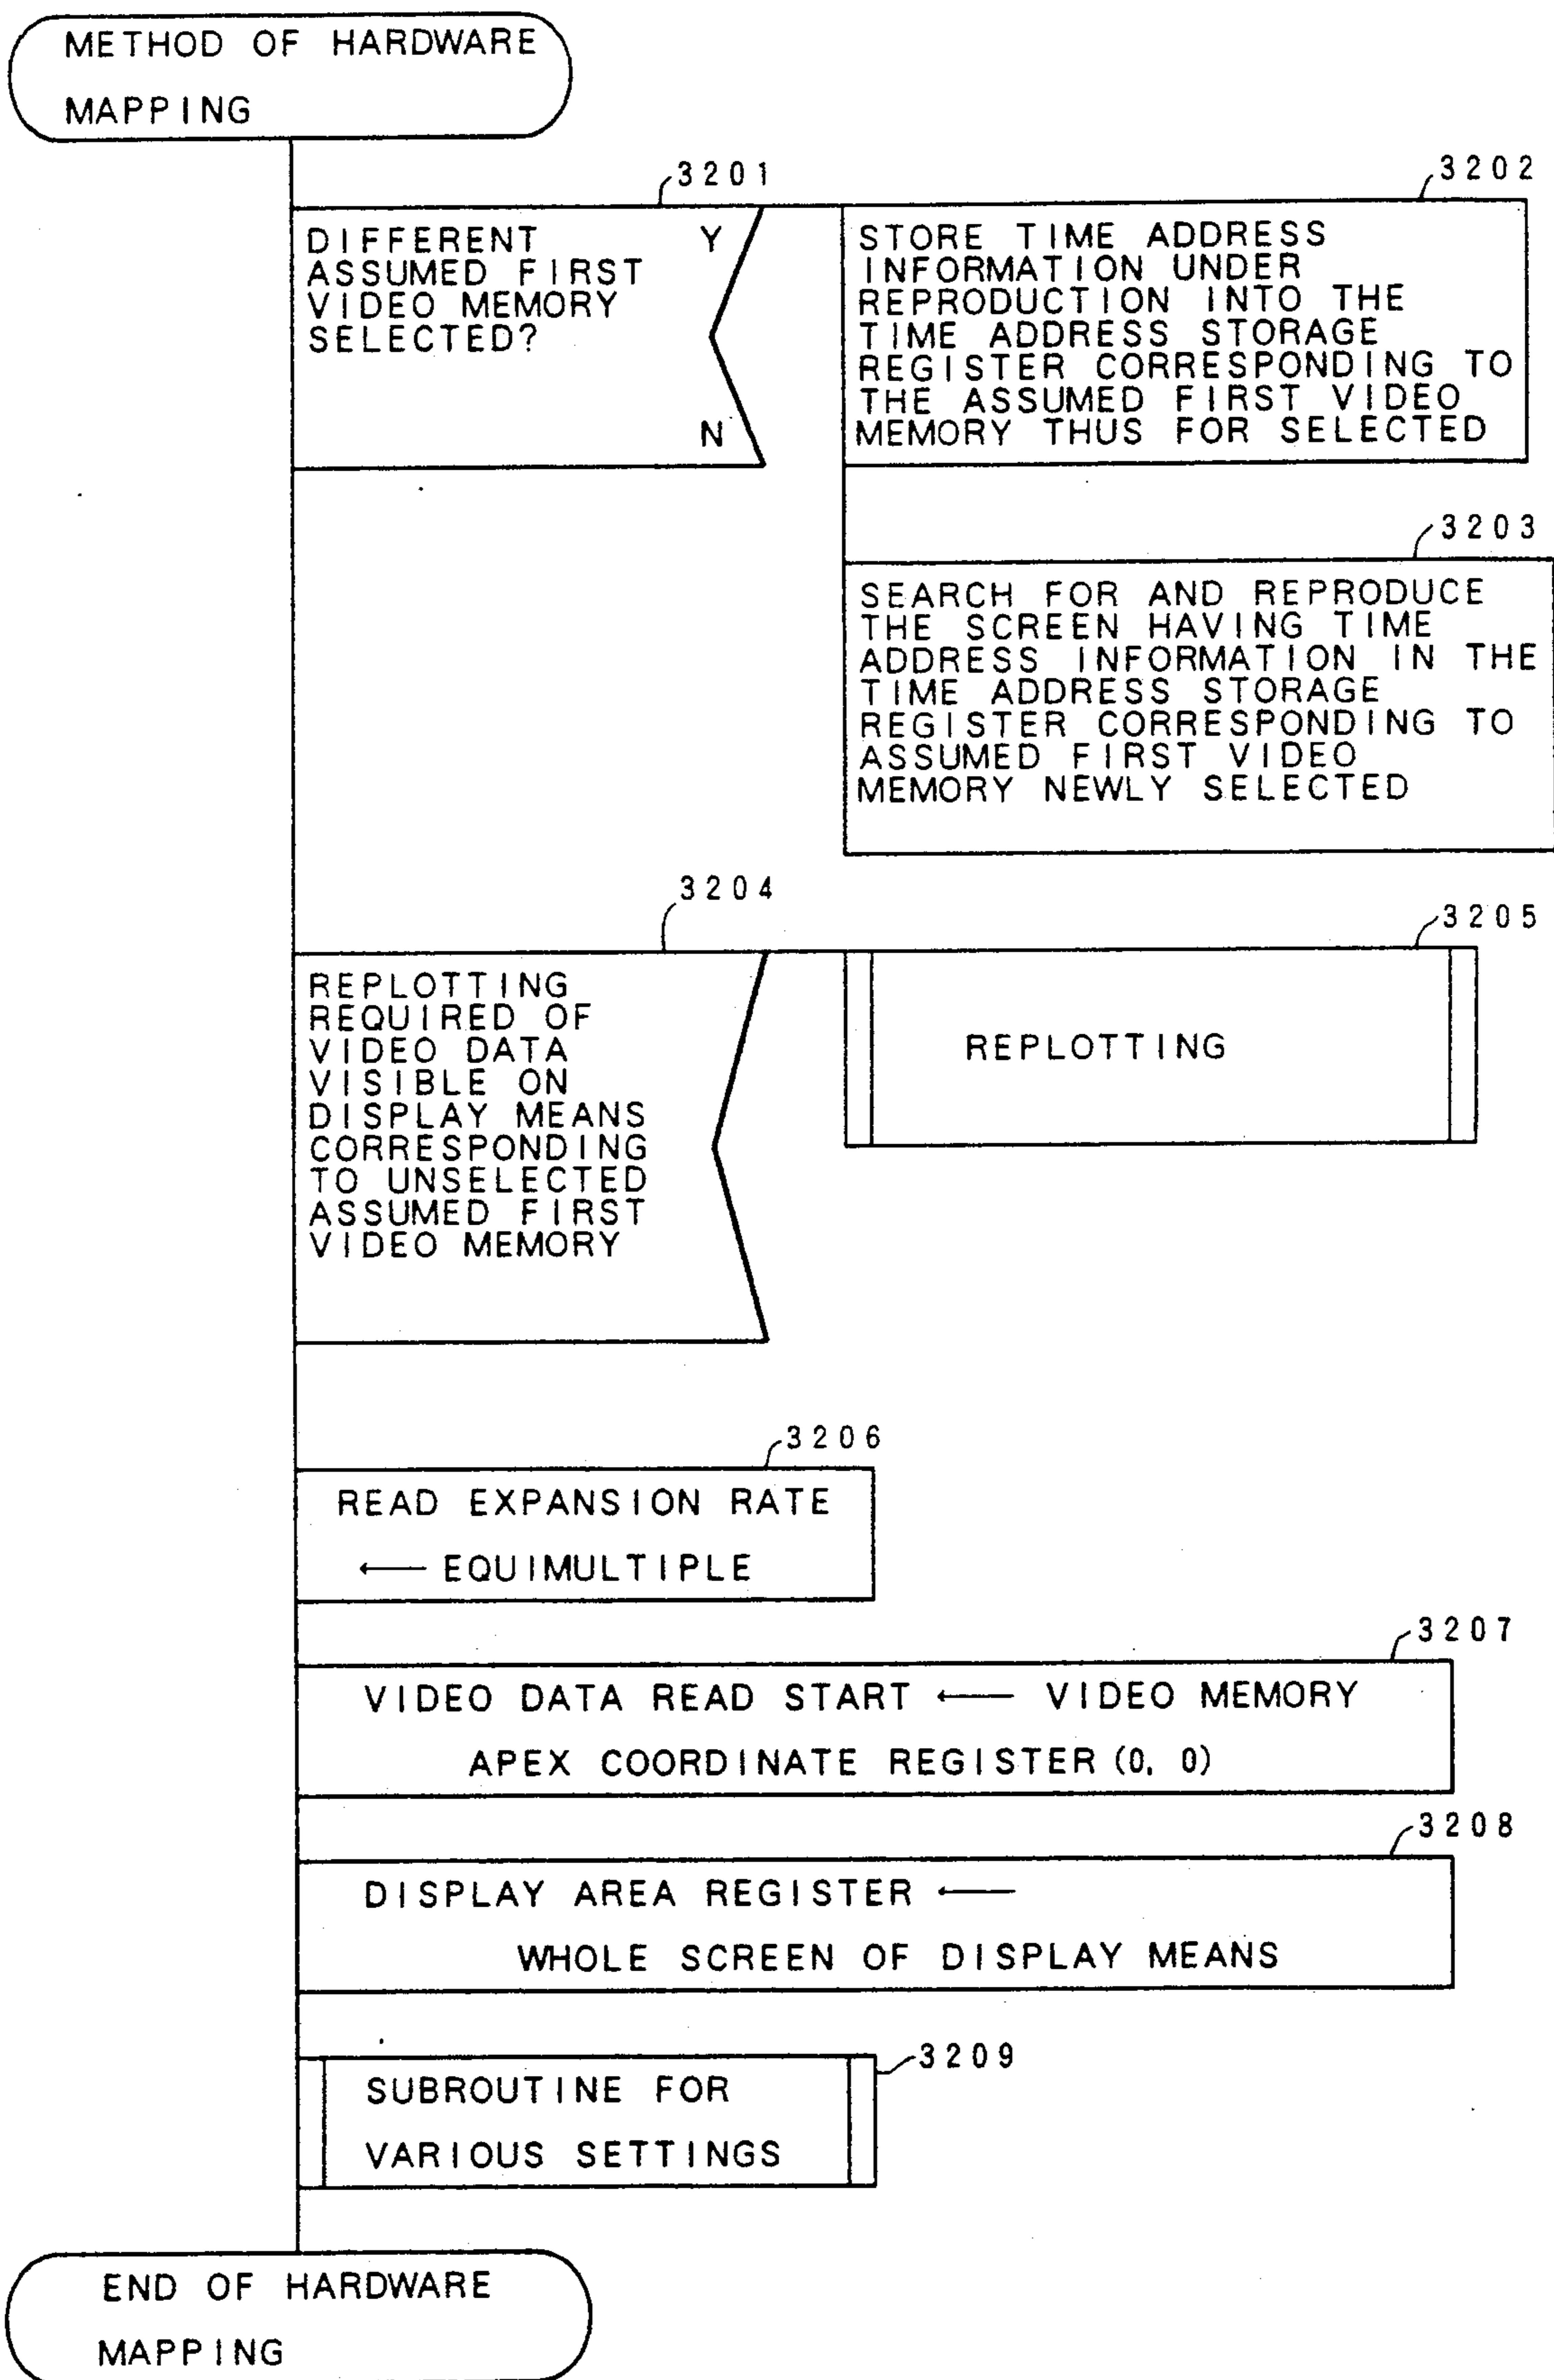 METHOD OF HARDWARE
MAPPING
3201
DIFFERENT
ASSUMED FIRST
VIDEO MEMORY
SELECTED?
Y
N
3202
STORE TIME ADDRESS
INFORMATION UNDER
REPRODUCTION INTO THE
TIME ADDRESS STORAGE
REGISTER CORRESPONDING TO
THE ASSUMED FIRST VIDEO
MEMORY THUS FOR SELECTED
3203
SEARCH FOR AND REPRODUCE
THE SCREEN HAVING TIME
ADDRESS INFORMATION IN THE
TIME ADDRESS STORAGE
REGISTER CORRESPONDING TO
ASSUMED FIRST VIDEO
MEMORY NEWLY SELECTED
3204
REPLOTTING
REQUIRED OF
VIDEO DATA
VISIBLE ON
DISPLAY MEANS
CORRESPONDING
TO UNSELECTED
ASSUMED FIRST
VIDEO MEMORY
3205
REPLOTTING
3206
READ EXPANSION RATE
← EQUIMULTIPLE
3207
VIDEO DATA READ START ← VIDEO MEMORY
APEX COORDINATE REGISTER (0, 0)
3208
DISPLAY AREA REGISTER ←
WHOLE SCREEN OF DISPLAY MEANS
3209
SUBROUTINE FOR
VARIOUS SETTINGS
END OF HARDWARE
MAPPING